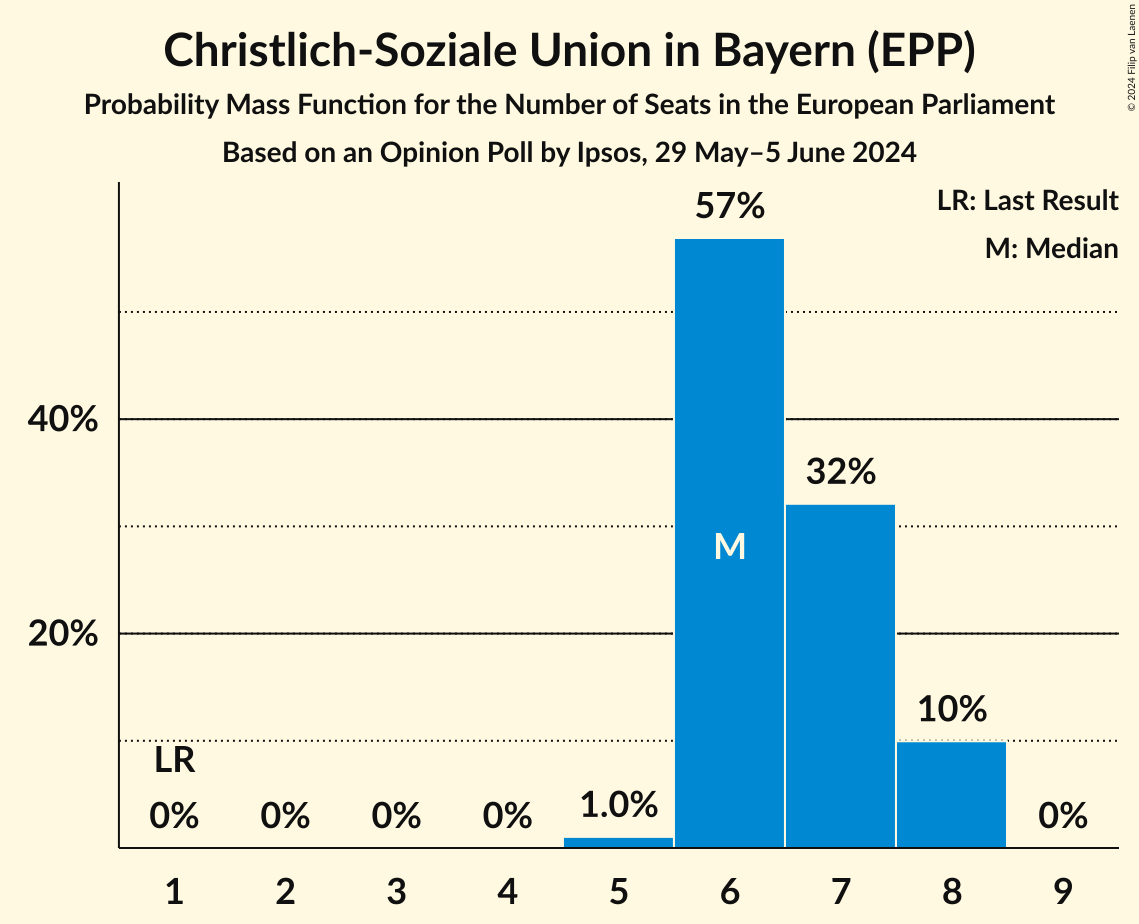 Christlich-Soziale Union in Bayern (EPP)
Probability Mass Function for the Number of Seats in the European Parliament
Based on an Opinion Poll by Ipsos, 29 May–5 June 2024
© 2024 Filip van Laenen
LR: Last Result
M: Median
57%
40%
32%
M
20%
10%
LR
0% 0% 0% 0% 1.0% 0%
1 2 3 4 5 6 7 8 9